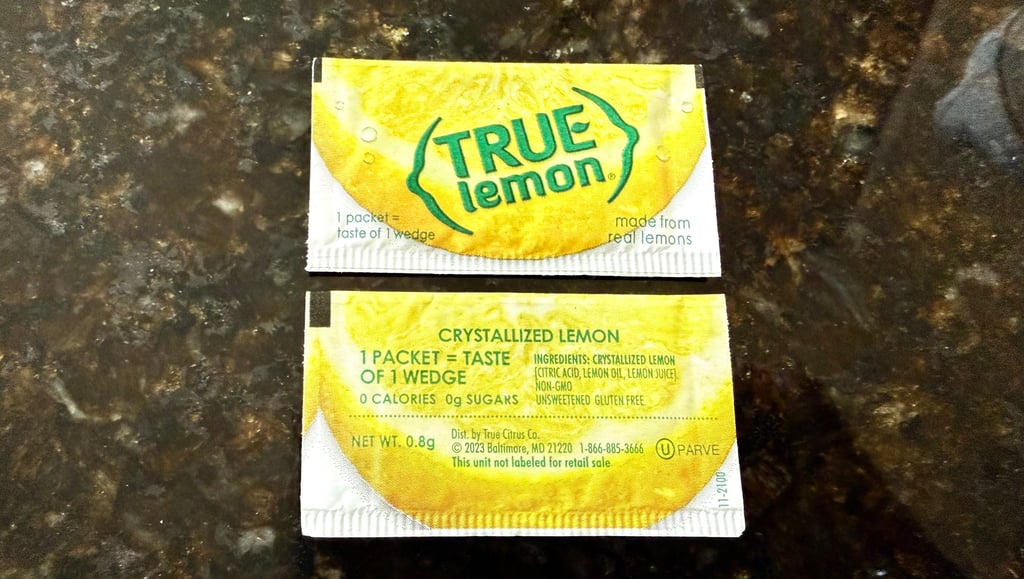 TRUE
lemon®
1 packet =
taste of 1 wedge
made from
real lemons
CRYSTALLIZED LEMON
1 PACKET = TASTE
OF 1 WEDGE
0 CALORIES 0g SUGARS
INGREDIENTS: CRYSTALLIZED LEMON
[CITRIC ACID, LEMON OIL, LEMON JUICE].
NON-GMO
UNSWEETENED GLUTEN FREE
NET WT. 0.8g
Dist. by True Citrus Co.
© 2023 Baltimore, MD 21220 1-866-885-3666
This unit not labeled for retail sale
U PARVE
11-2100